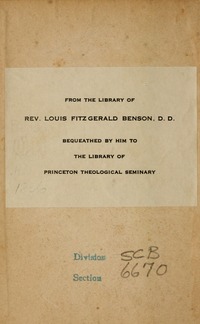 FROM THE LIBRARY OF
REV. LOUIS FITZGERALD BENSON, D. D.
BEQUEATHED BY HIM TO
THE LIBRARY OF
PRINCETON THEOLOGICAL SEMINARY
Division SCB
Section 6670